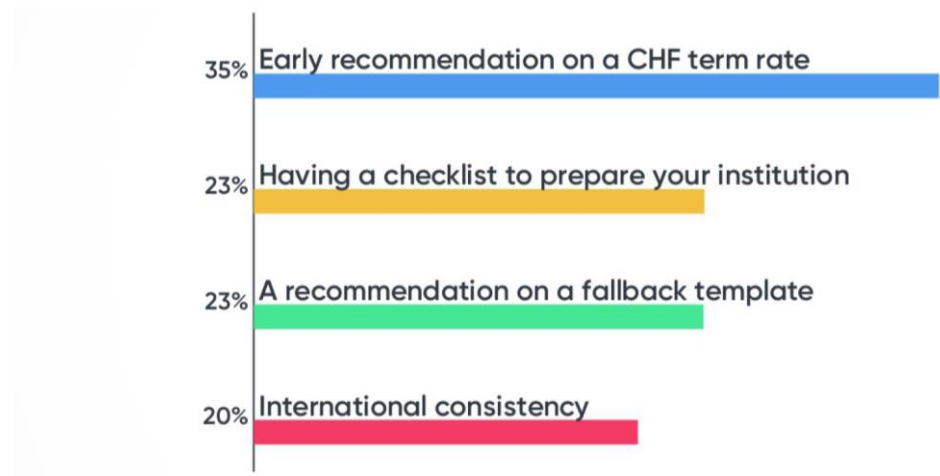 35% Early recommendation on a CHF term rate
23% Having a checklist to prepare your institution
23% A recommendation on a fallback template
20% International consistency